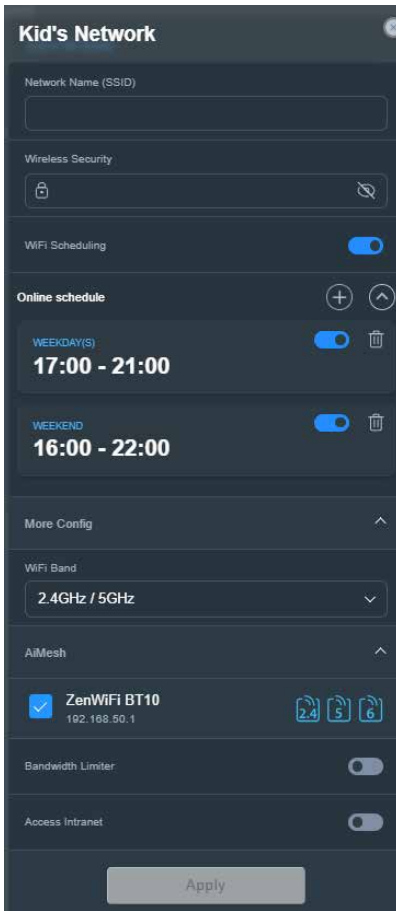 Kid's Network
Network Name (SSID)
Wireless Security
WiFi Scheduling
Online schedule
WEEKDAY(S)
17:00 - 21:00
WEEKEND
16:00 - 22:00
More Config
WiFi Band
2.4GHz / 5GHz
AiMesh
ZenWiFi BT10
192.168.50.1
2.4 5 6
Bandwidth Limiter
Access Intranet
Apply